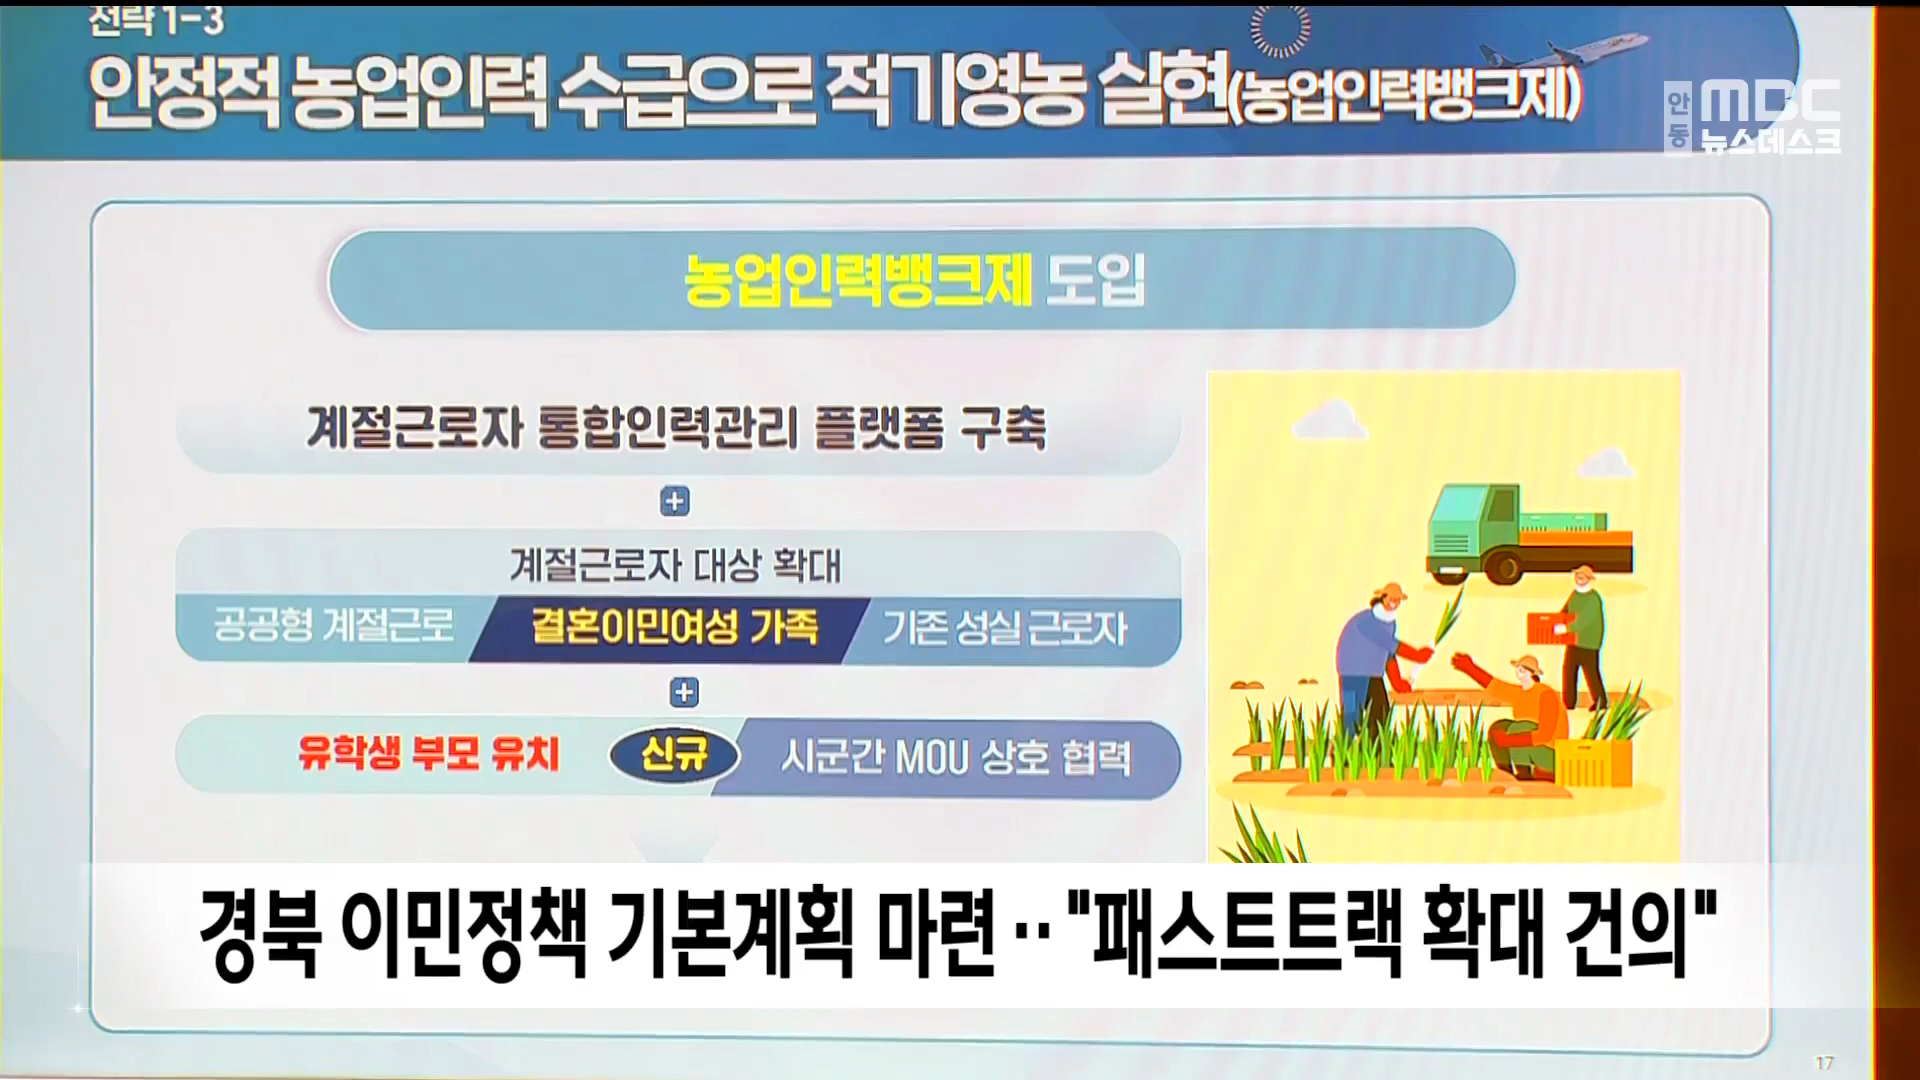 전략 1-3
안정적 농업인력 수급으로 적기영농 실현(농업인력뱅크제)
안동
MBC
뉴스데스크
농업인력뱅크제 도입
계절근로자 통합인력관리 플랫폼 구축
+
계절근로자 대상 확대
공공형 계절근로 결혼이민여성 가족 기존 성실 근로자
+
유학생 부모 유치 신규 시군간 MOU 상호 협력
경북 이민정책 기본계획 마련‥"패스트트랙 확대 건의"
17